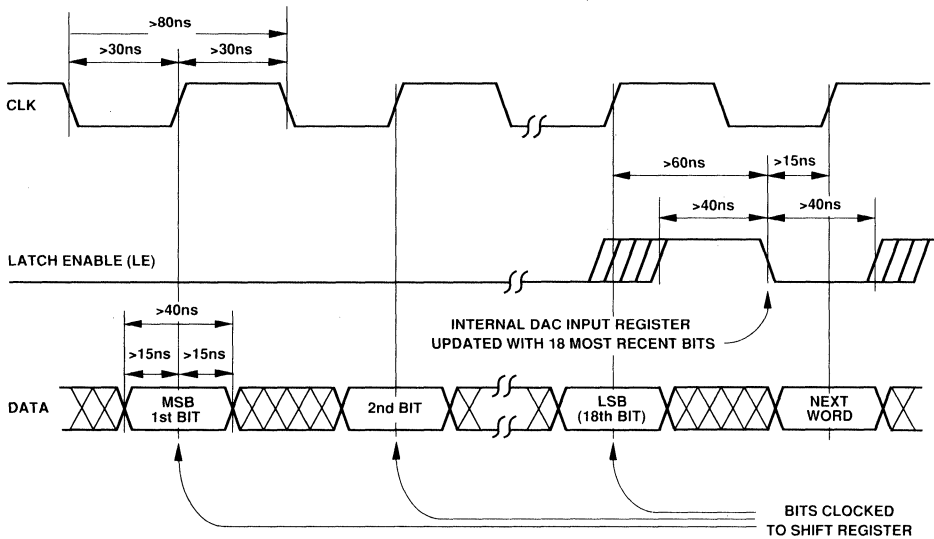 >80ns
>30ns
>30ns
CLK
>60ns
>15ns
>40ns
>40ns
LATCH ENABLE (LE)
>40ns
INTERNAL DAC INPUT REGISTER
UPDATED WITH 18 MOST RECENT BITS
>15ns
>15ns
DATA
MSB
1st BIT
2nd BIT
LSB
(18th BIT)
NEXT
WORD
BITS CLOCKED
TO SHIFT REGISTER